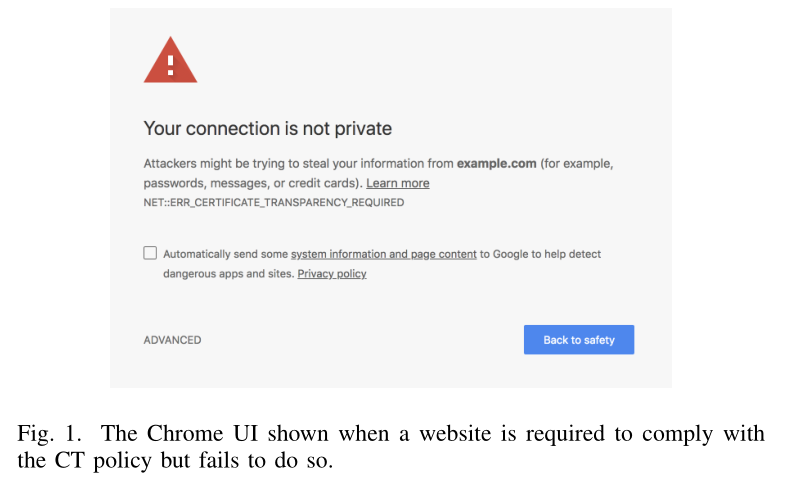 Your connection is not private
Attackers might be trying to steal your information from example.com (for example,
passwords, messages, or credit cards). Learn more
NET::ERR_CERTIFICATE_TRANSPARENCY_REQUIRED
Automatically send some system information and page content to Google to help detect
dangerous apps and sites. Privacy policy
ADVANCED
Back to safety
Fig. 1. The Chrome UI shown when a website is required to comply with
the CT policy but fails to do so.